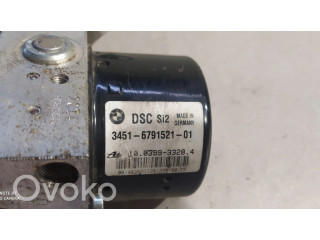 DSC Si2
MADE IN
GERMANY
3451-6791521-01
10.0399-3320.4
OVOKO